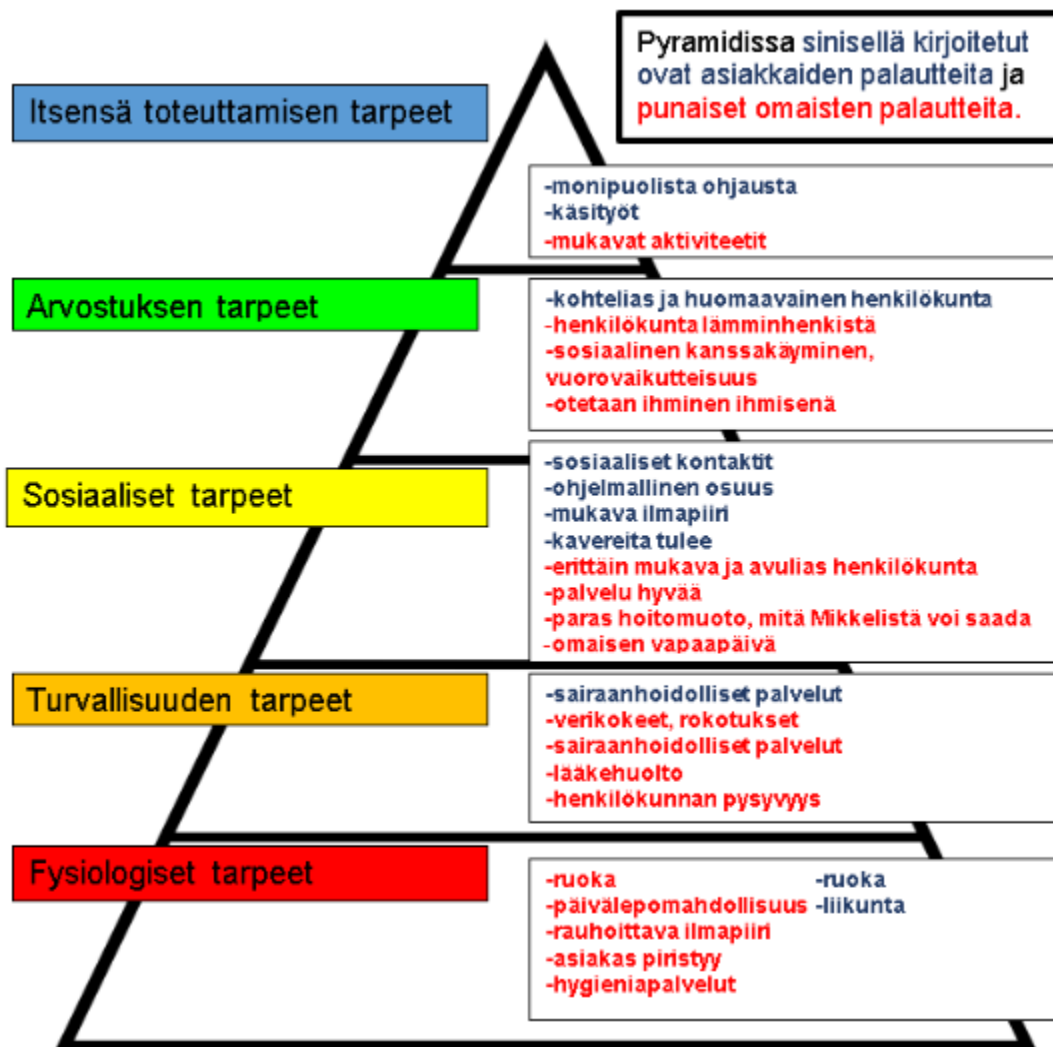 Pyramidissa sinisellä kirjoitetut
ovat asiakkaiden palautteita ja
punaiset omaisten palautteita.
Itsensä toteuttamisen tarpeet
-monipuolista ohjausta
-käsityöt
-mukavat aktiviteetit
Arvostuksen tarpeet
-kohtelias ja huomaavainen henkilökunta
-henkilökunta lämminhenkistä
-sosiaalinen kanssakäyminen,
vuorovaikutteisuus
-otetaan ihminen ihmisenä
Sosiaaliset tarpeet
-sosiaaliset kontaktit
-ohjelmallinen osuus
-mukava ilmapiiri
-kavereita tulee
-erittäin mukava ja avulias henkilökunta
-palvelu hyvää
-paras hoitomuoto, mitä Mikkelistä voi saada
-omaisen vapaapäivä
Turvallisuuden tarpeet
-sairaanhoidolliset palvelut
-verikokeet, rokotukset
-sairaanhoidolliset palvelut
-lääkehuolto
-henkilökunnan pysyvyys
Fysiologiset tarpeet
-ruoka -ruoka
-päivälepomahdollisuus -liikunta
-rauhoittava ilmapiiri
-asiakas piristyy
-hygieniapalvelut